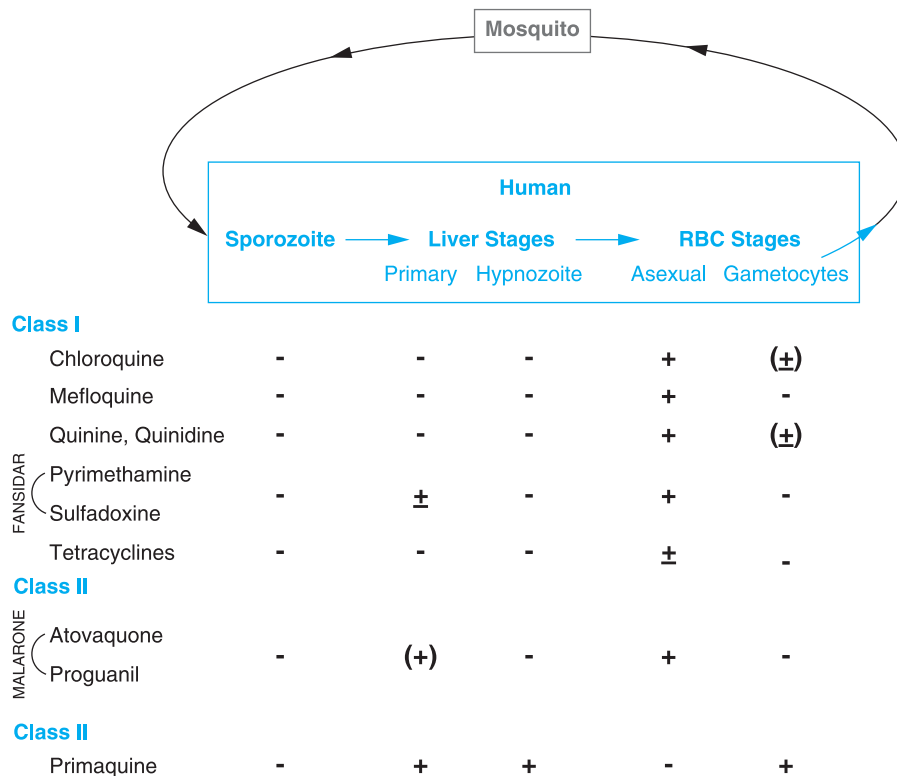 Mosquito
Human
Sporozoite Liver Stages RBC Stages
Primary Hypnozoite Asexual Gametocytes
Class I
Chloroquine - - - + (±)
Mefloquine - - - + -
Quinine, Quinidine - - - + (±)
FANSIDAR
Pyrimethamine
- ± - + -
Sulfadoxine
Tetracyclines - - - ± -
Class II
MALARONE
Atovaquone
- (+) - + -
Proguanil
Class II
Primaquine - + + - +